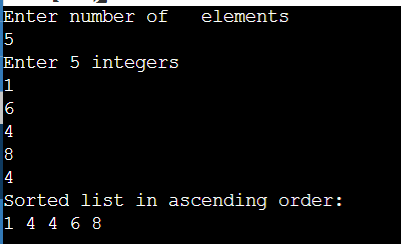 Enter number of   elements
5
Enter 5 integers
1
6
4
8
4
Sorted list in ascending order:
1 4 4 6 8